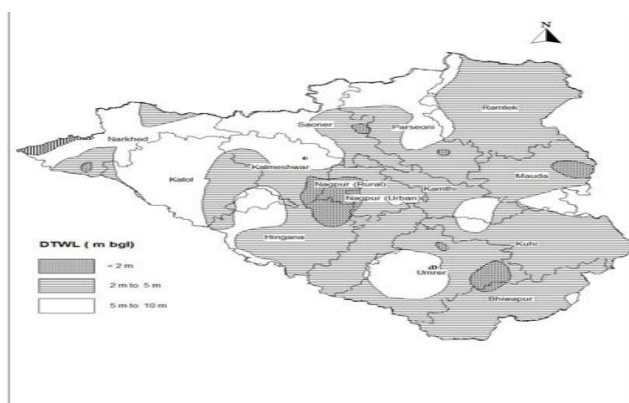 N
Ramtek
Saoner
Parseoni
Narkhed
Kalmeshwar
Katol
Mauda
Nagpur (Rural)
Kamthi
Nagpur (Urban)
Hingana
DTWL ( m bgl)
Kuhi
< 2 m
Umrer
2 m to 5 m
Bhiwapur
5 m to 10 m